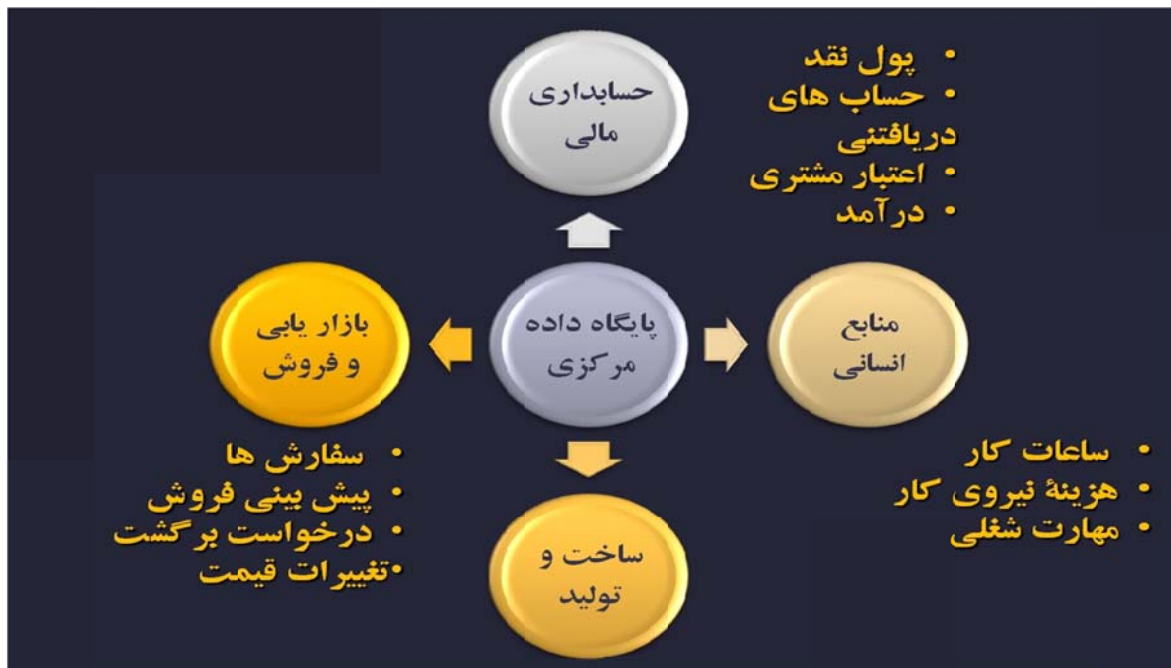 حسابداری
مالی
• پول نقد
• حساب های
دریافتنی
• اعتبار مشتری
• درآمد
منابع
انسانی
پایگاه داده
مرکزی
بازار یابی
و فروش
• ساعات کار
• هزینهٔ نیروی کار
• مهارت شغلی
• سفارش ها
• پیش بینی فروش
• درخواست برگشت
•تغییرات قیمت
ساخت و
تولید